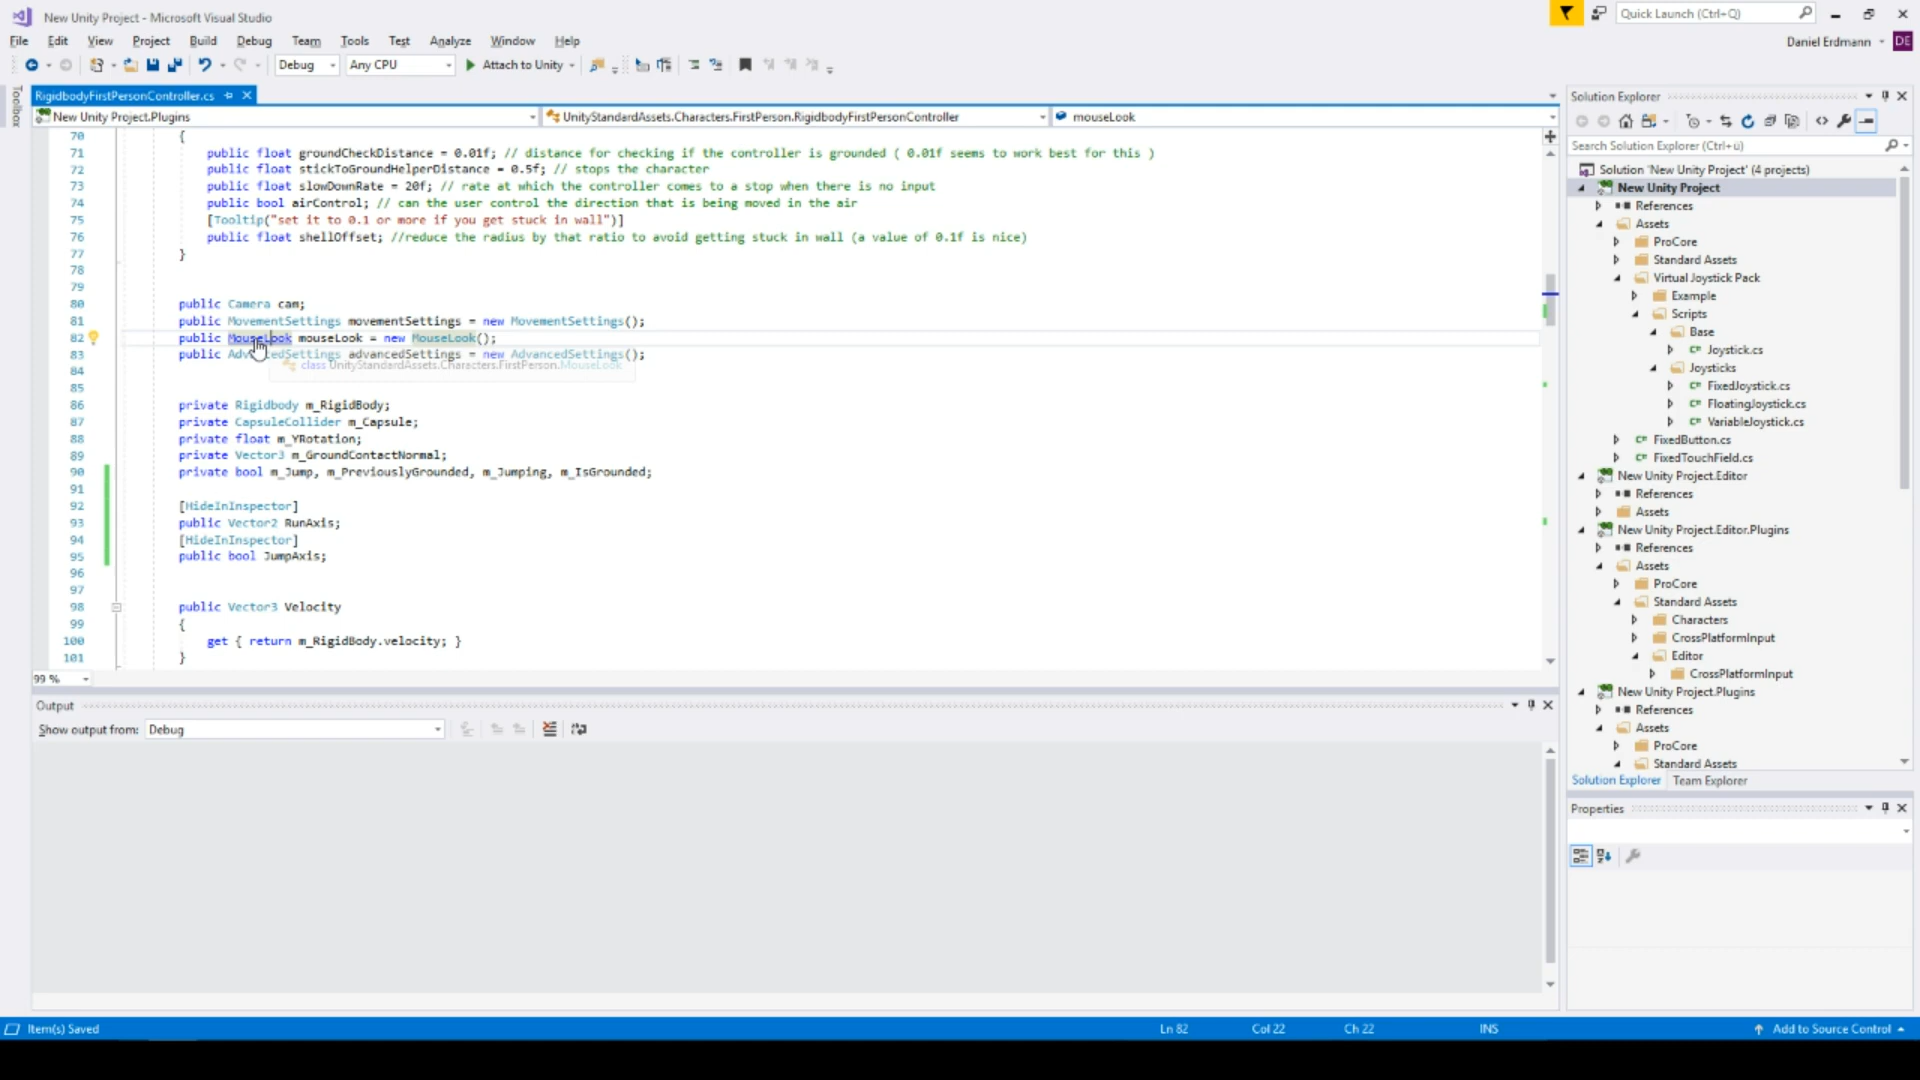 New Unity Project - Microsoft Visual Studio
Quick Launch (Ctrl+Q)
File Edit View Project Build Debug Team Tools Test Analyze Window Help
Daniel Erdmann DE
Debug Any CPU Attach to Unity
Toolbox
RigidbodyFirstPersonController.cs
New Unity Project.Plugins UnityStandardAssets.Characters.FirstPerson.RigidbodyFirstPersonController mouseLook
70 {
71 public float groundCheckDistance = 0.01f; // distance for checking if the controller is grounded ( 0.01f seems to work best for this )
72 public float stickToGroundHelperDistance = 0.5f; // stops the character
73 public float slowDownRate = 20f; // rate at which the controller comes to a stop when there is no input
74 public bool airControl; // can the user control the direction that is being moved in the air
75 [Tooltip("set it to 0.1 or more if you get stuck in wall")]
76 public float shellOffset; //reduce the radius by that ratio to avoid getting stuck in wall (a value of 0.1f is nice)
77 }
78
79
80 public Camera cam;
81 public MovementSettings movementSettings = new MovementSettings();
82 public MouseLook mouseLook = new MouseLook();
83 public AdvancedSettings advancedSettings = new AdvancedSettings();
class UnityStandardAssets.Characters.FirstPerson.MouseLook
84
85
86 private Rigidbody m_RigidBody;
87 private CapsuleCollider m_Capsule;
88 private float m_YRotation;
89 private Vector3 m_GroundContactNormal;
90 private bool m_Jump, m_PreviouslyGrounded, m_Jumping, m_IsGrounded;
91
92 [HideInInspector]
93 public Vector2 RunAxis;
94 [HideInInspector]
95 public bool JumpAxis;
96
97
98 public Vector3 Velocity
99 {
100 get { return m_RigidBody.velocity; }
101 }
99 %
Output
Show output from: Debug
Solution Explorer
Search Solution Explorer (Ctrl+ü)
Solution 'New Unity Project' (4 projects)
New Unity Project
References
Assets
ProCore
Standard Assets
Virtual Joystick Pack
Example
Scripts
Base
Joystick.cs
Joysticks
FixedJoystick.cs
FloatingJoystick.cs
VariableJoystick.cs
FixedButton.cs
FixedTouchField.cs
New Unity Project.Editor
References
Assets
New Unity Project.Editor.Plugins
References
Assets
ProCore
Standard Assets
Characters
CrossPlatformInput
Editor
CrossPlatformInput
New Unity Project.Plugins
References
Assets
ProCore
Standard Assets
Solution Explorer Team Explorer
Properties
Item(s) Saved Ln 82 Col 22 Ch 22 INS Add to Source Control